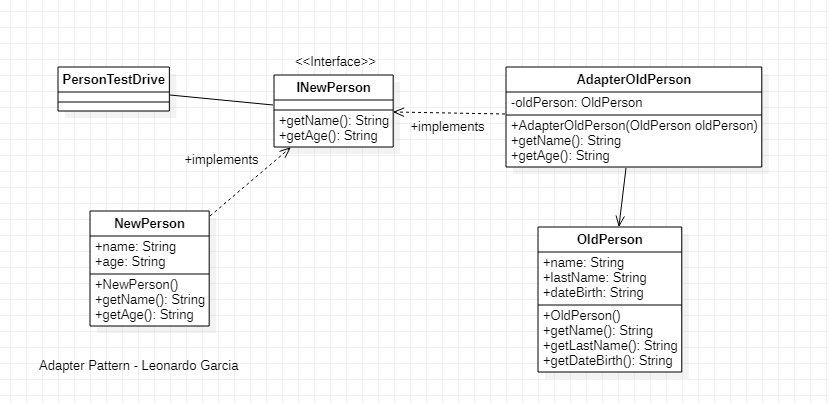 <<Interface>>
PersonTestDrive
INewPerson
+getName(): String
+getAge(): String
AdapterOldPerson
-oldPerson: OldPerson
+AdapterOldPerson(OldPerson oldPerson)
+getName(): String
+getAge(): String
+implements
+implements
NewPerson
+name: String
+age: String
+NewPerson()
+getName(): String
+getAge(): String
OldPerson
+name: String
+lastName: String
+dateBirth: String
+OldPerson()
+getName(): String
+getLastName(): String
+getDateBirth(): String
Adapter Pattern - Leonardo Garcia